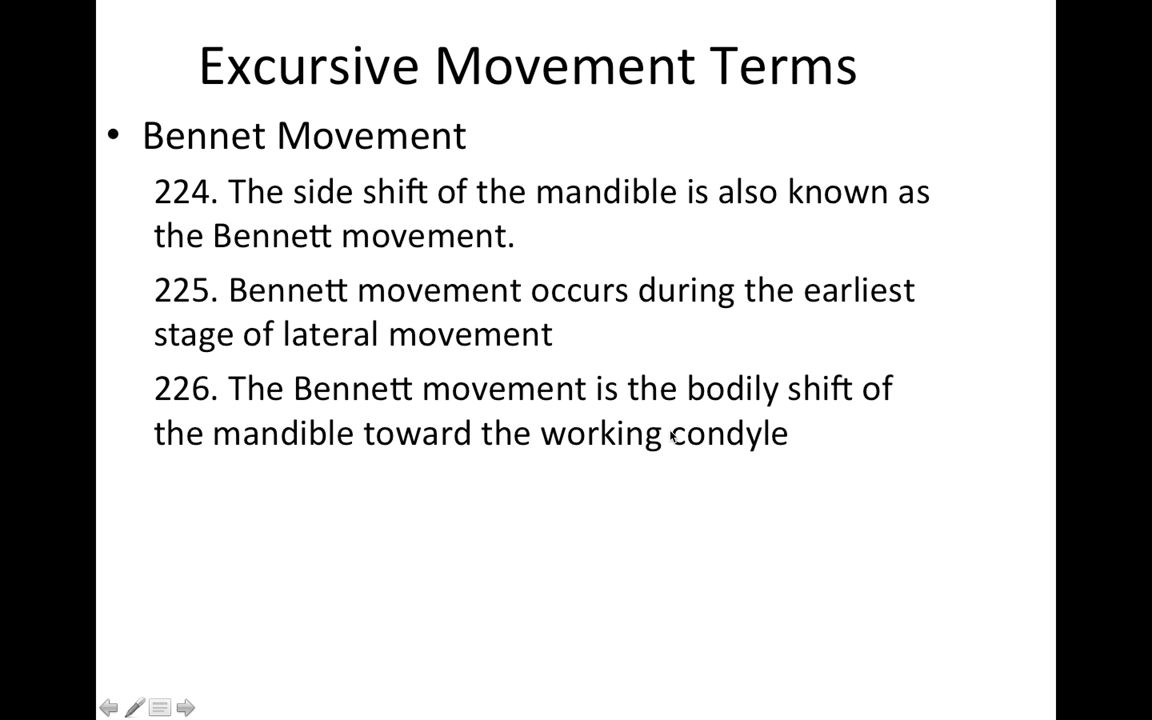 Excursive Movement Terms
• Bennet Movement
224. The side shift of the mandible is also known as
the Bennett movement.
225. Bennett movement occurs during the earliest
stage of lateral movement
226. The Bennett movement is the bodily shift of
the mandible toward the working condyle